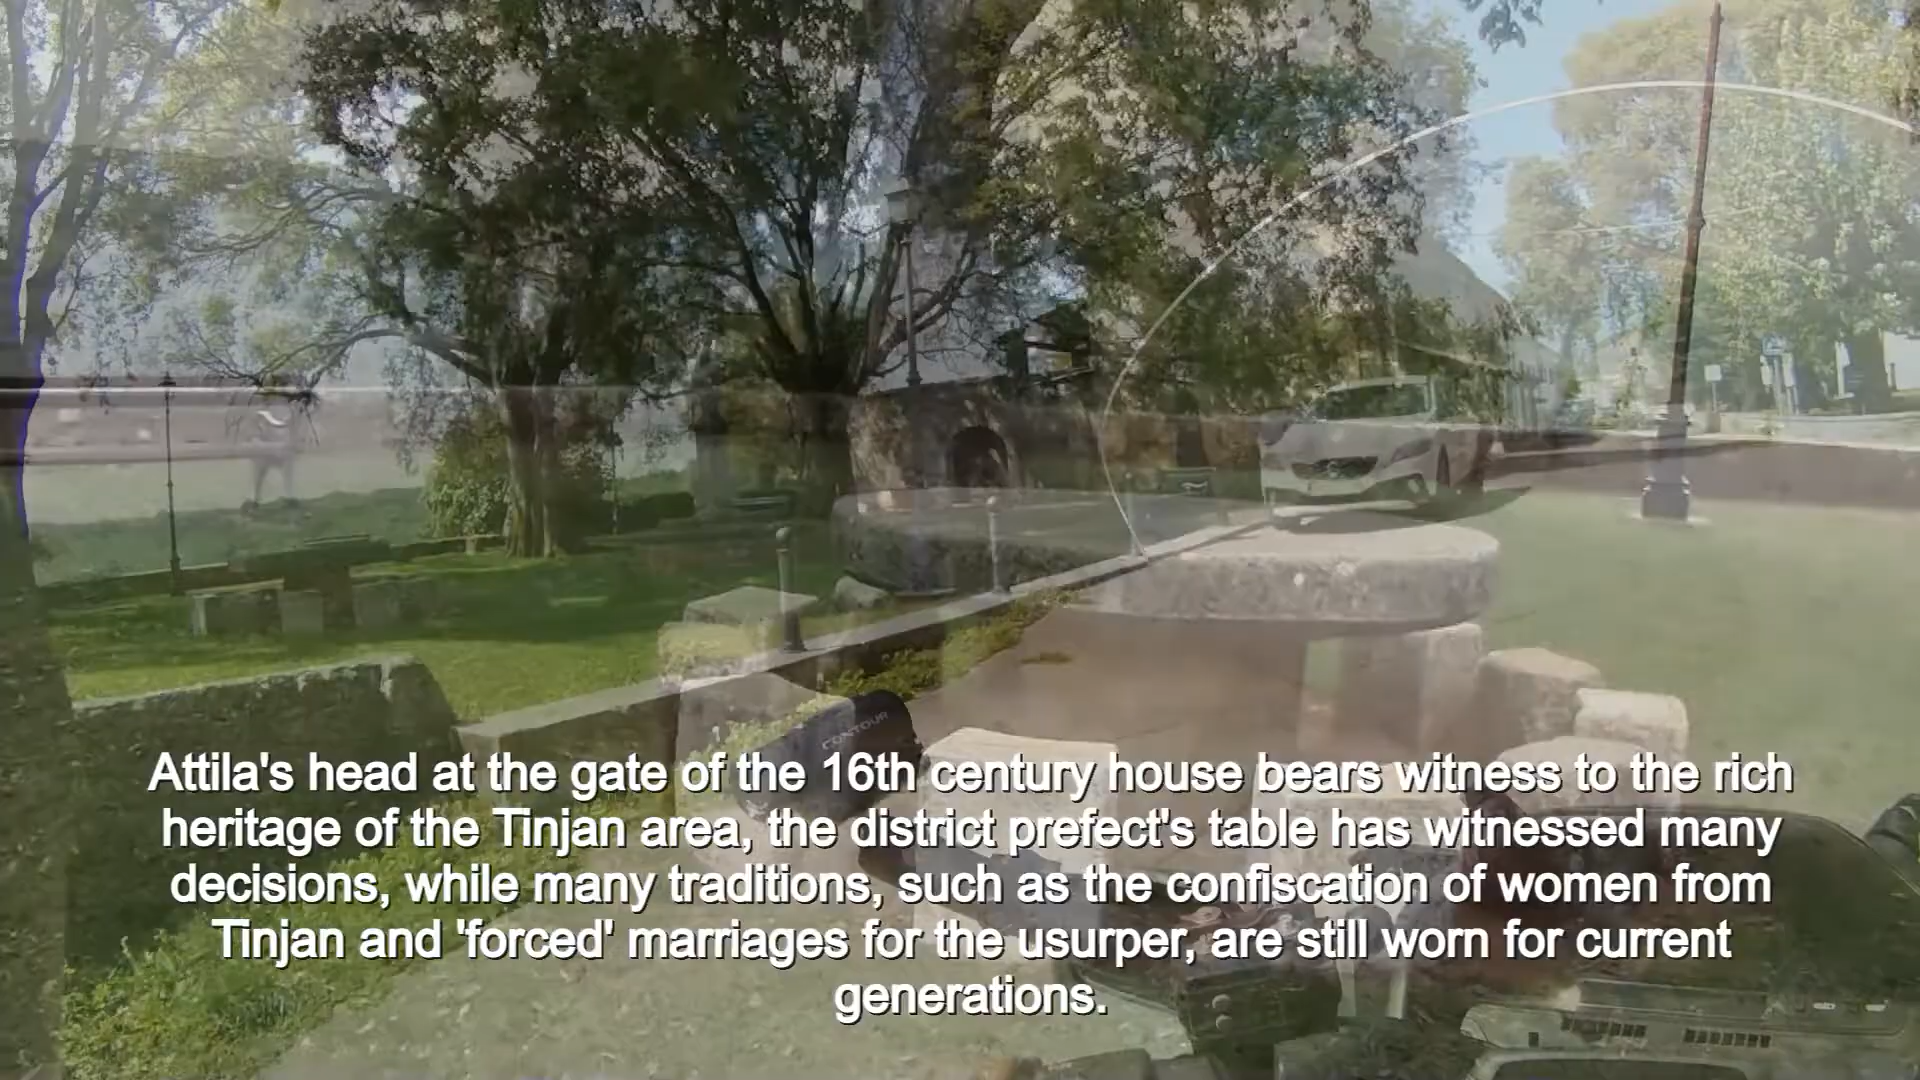 CONTOUR
Attila's head at the gate of the 16th century house bears witness to the rich
heritage of the Tinjan area, the district prefect's table has witnessed many
decisions, while many traditions, such as the confiscation of women from
Tinjan and 'forced' marriages for the usurper, are still worn for current
generations.